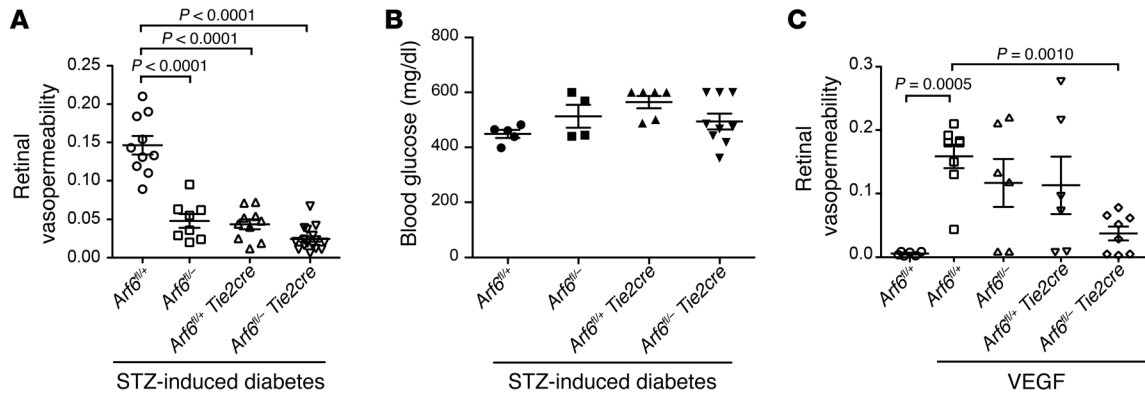 A
P < 0.0001
P < 0.0001
P < 0.0001
Retinal
vasopermeability
0.25
0.20
0.15
0.10
0.05
0.00
Arf6fl/+
Arf6fl/–
Arf6fl/+ Tie2cre
Arf6fl/– Tie2cre
STZ-induced diabetes
B
Blood glucose (mg/dl)
800
600
400
200
0
Arf6fl/+
Arf6fl/–
Arf6fl/+ Tie2cre
Arf6fl/– Tie2cre
STZ-induced diabetes
C
P = 0.0010
P = 0.0005
Retinal
vasopermeability
0.3
0.2
0.1
0.0
Arf6fl/+
Arf6fl/+
Arf6fl/–
Arf6fl/+ Tie2cre
Arf6fl/– Tie2cre
VEGF